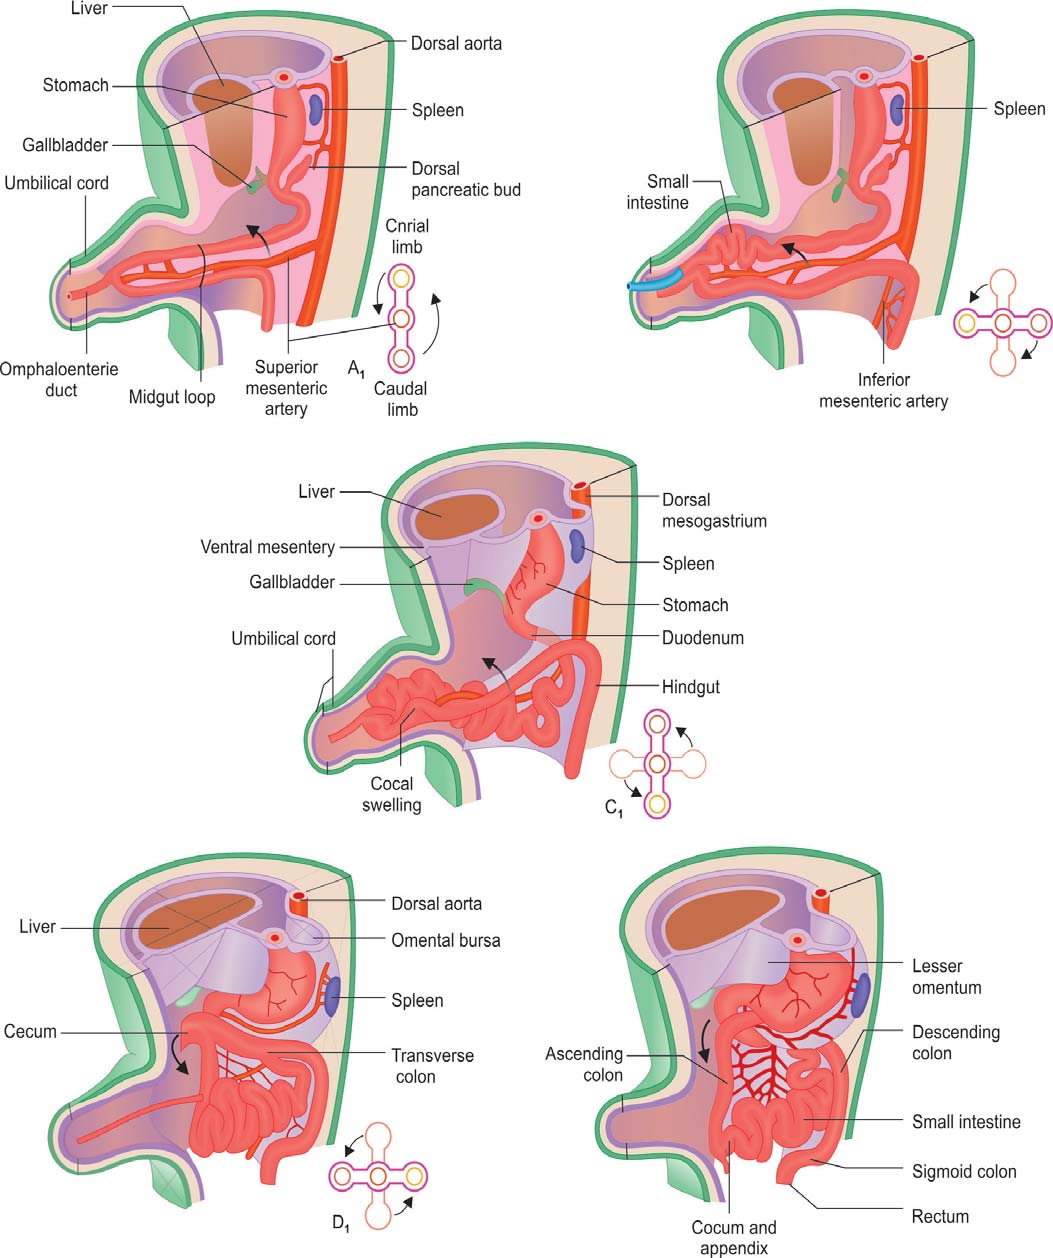 Liver
Dorsal aorta
Stomach
Spleen
Gallbladder
Dorsal
pancreatic bud
Umbilical cord
Cnrial
limb
Omphaloenterie
duct
Midgut loop
Superior
mesenteric
artery
A1
Caudal
limb
Spleen
Small
intestine
Inferior
mesenteric artery
Liver
Dorsal
mesogastrium
Ventral mesentery
Spleen
Gallbladder
Stomach
Umbilical cord
Duodenum
Hindgut
Cocal
swelling
C1
Liver
Dorsal aorta
Omental bursa
Spleen
Cecum
Transverse
colon
D1
Lesser
omentum
Descending
colon
Ascending
colon
Small intestine
Sigmoid colon
Rectum
Cocum and
appendix